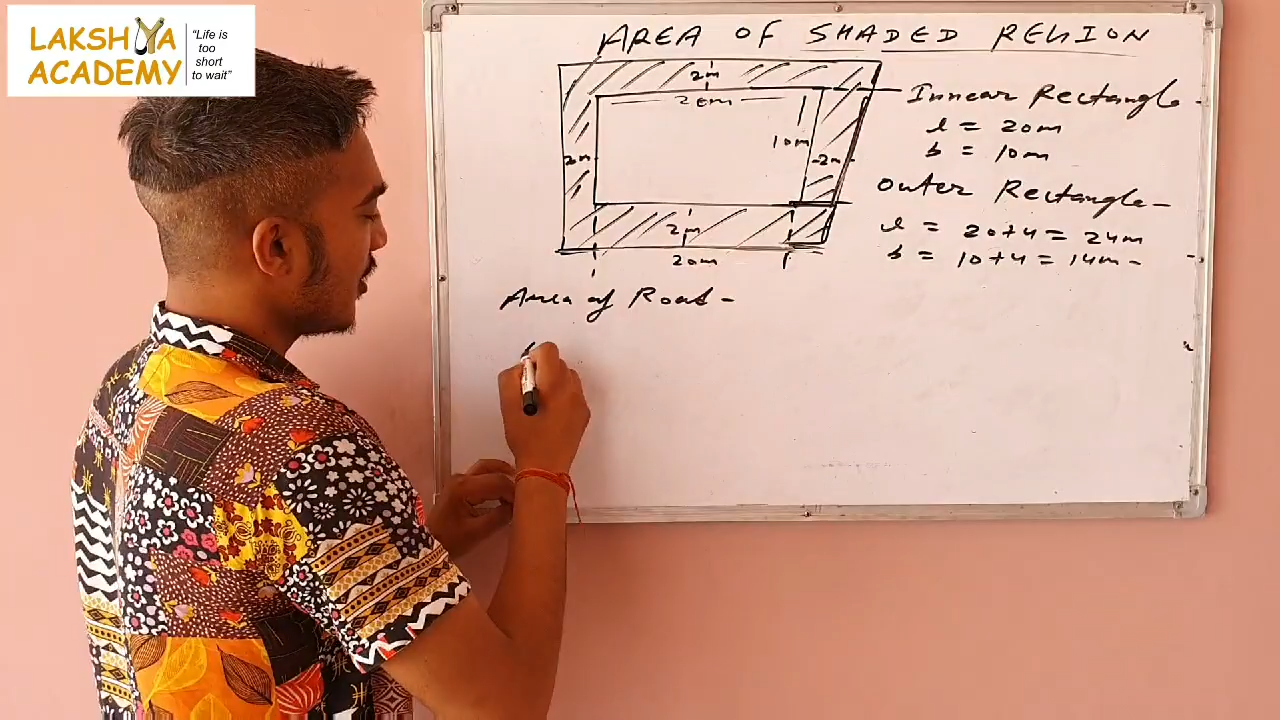 LAKSHYA
ACADEMY
“Life is
too
short
to wait”
AREA OF SHADED REGION
2m
20m
10m
2m
2m
2m
20m
Innear Rectangle -
l = 20m
b = 10m
Outer Rectangle -
l = 20+4 = 24m
b = 10+4 = 14m -
Area of Road -